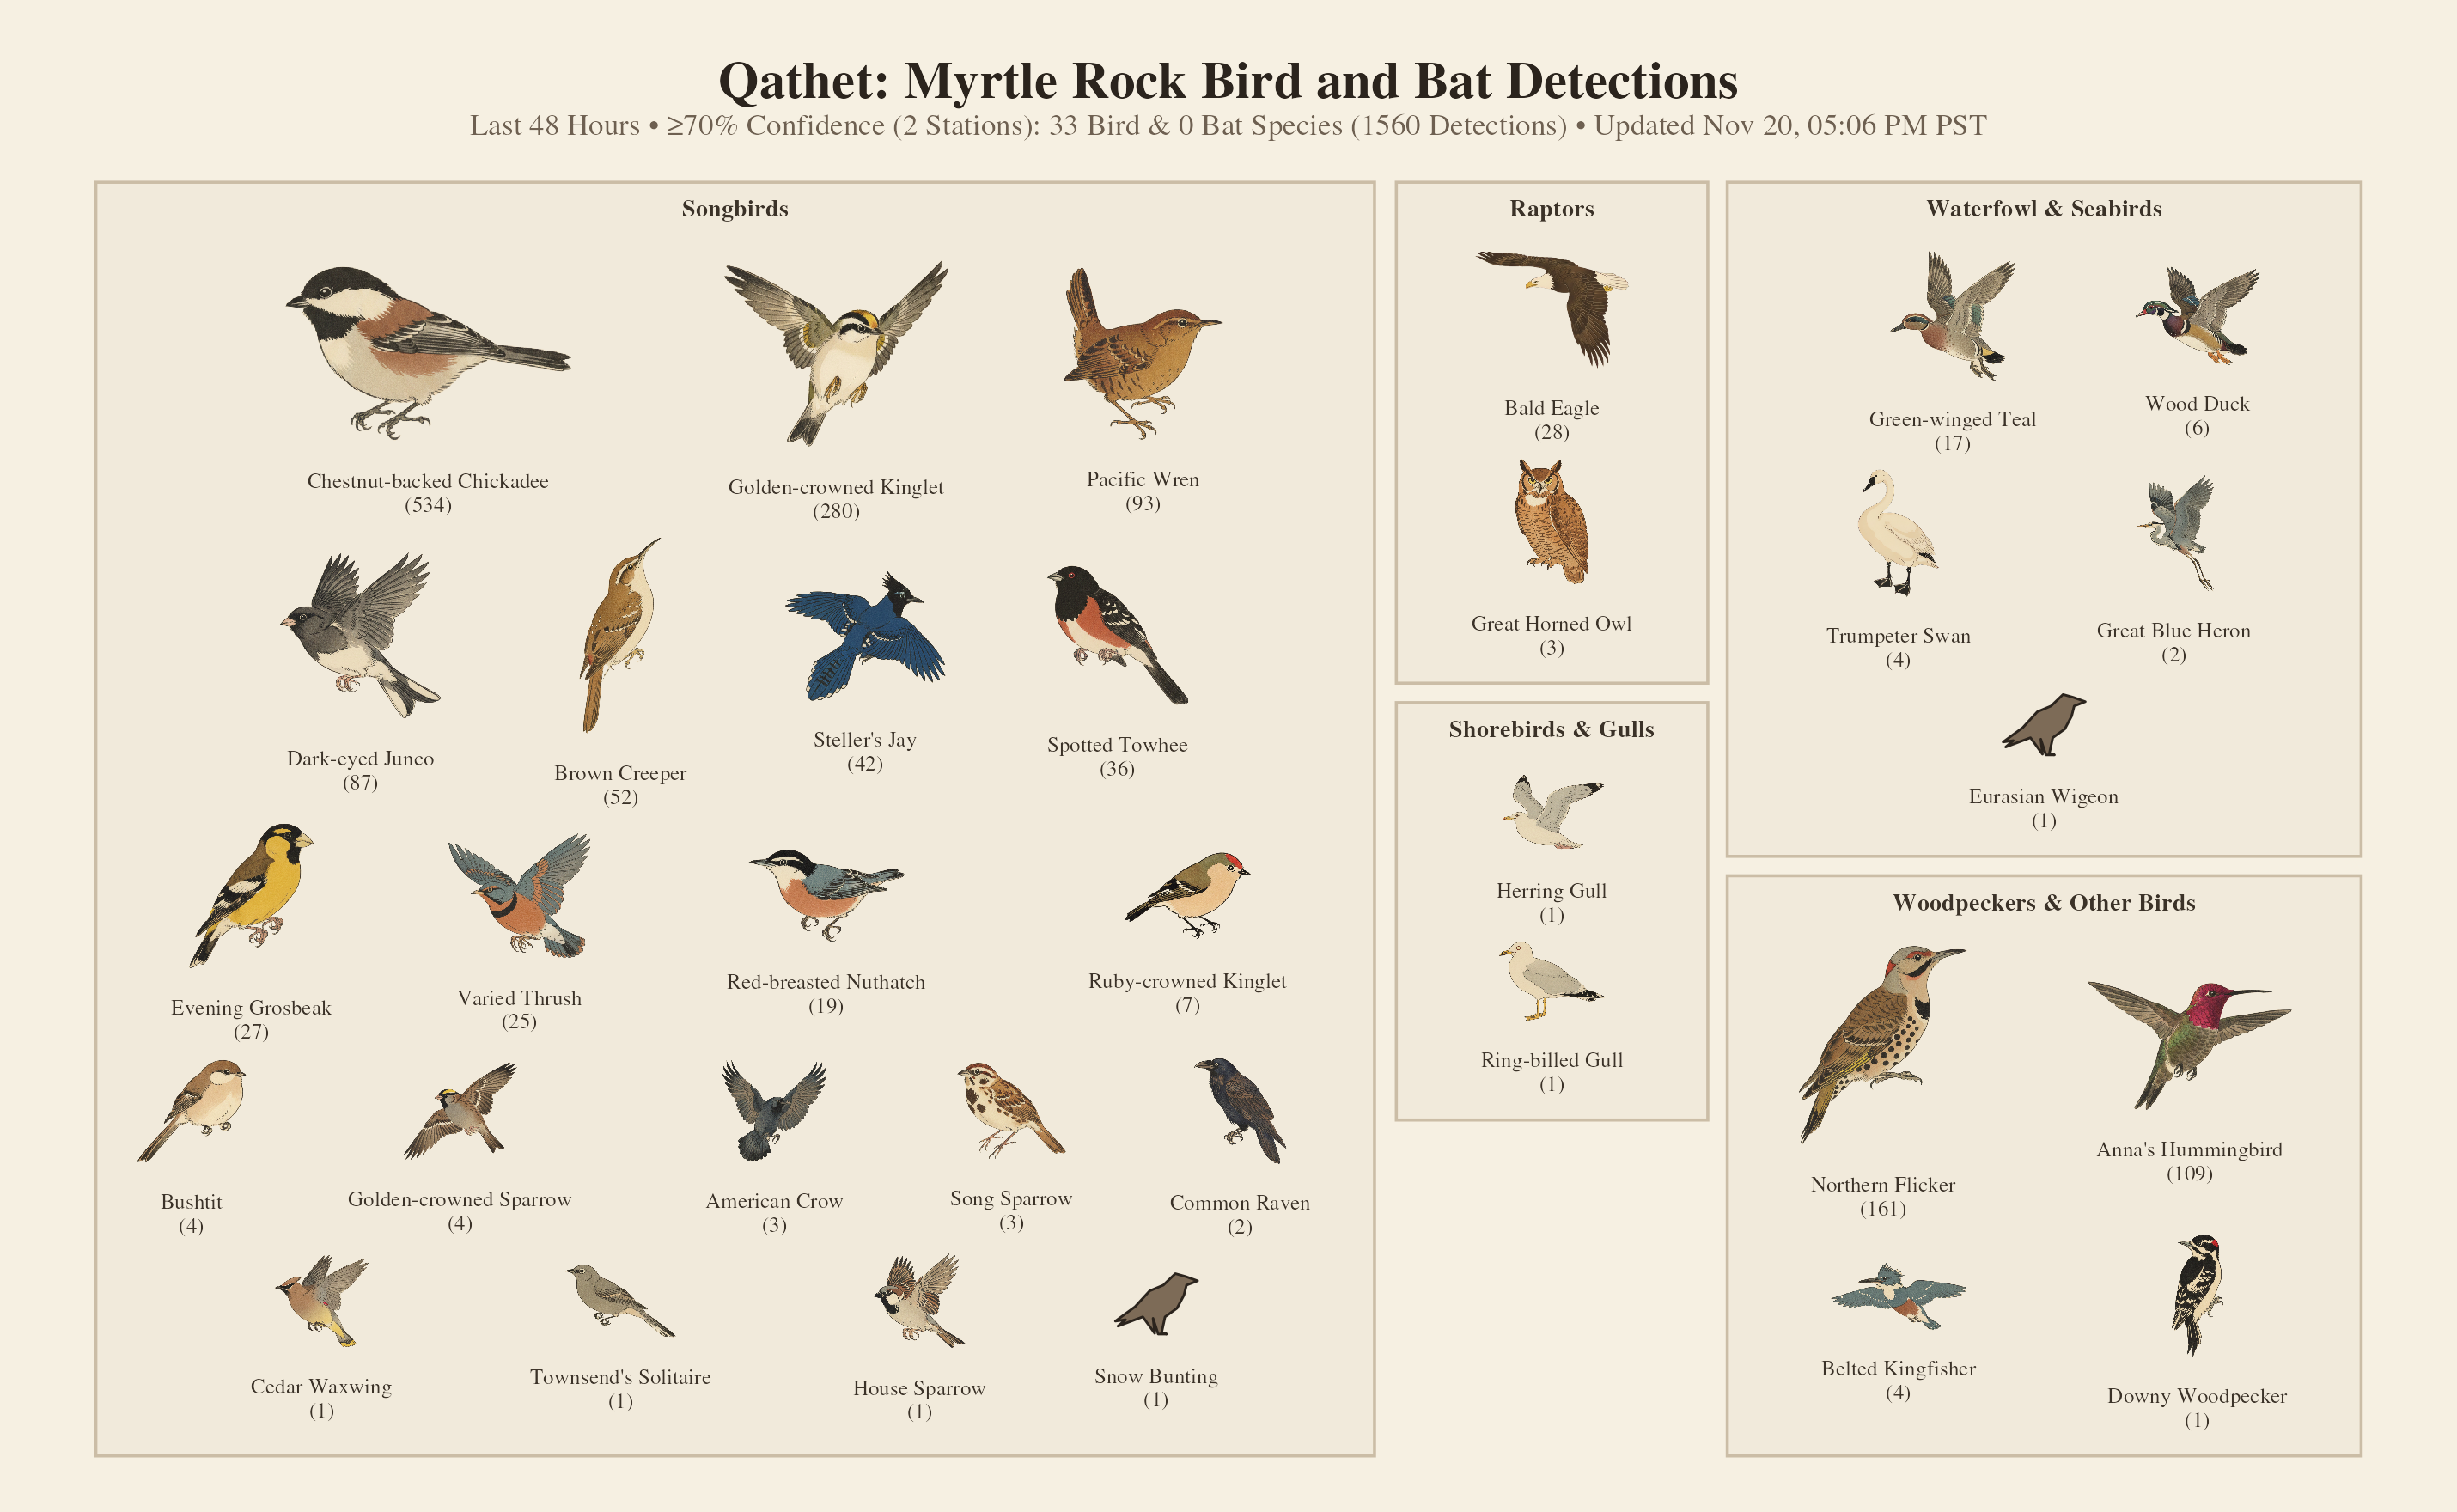 Qathet: Myrtle Rock Bird and Bat Detections
Last 48 Hours • ≥70% Confidence (2 Stations): 33 Bird & 0 Bat Species (1560 Detections) • Updated Nov 20, 05:06 PM PST
Songbirds
Chestnut-backed Chickadee
(534)
Golden-crowned Kinglet
(280)
Pacific Wren
(93)
Dark-eyed Junco
(87)
Brown Creeper
(52)
Steller's Jay
(42)
Spotted Towhee
(36)
Evening Grosbeak
(27)
Varied Thrush
(25)
Red-breasted Nuthatch
(19)
Ruby-crowned Kinglet
(7)
Bushtit
(4)
Golden-crowned Sparrow
(4)
American Crow
(3)
Song Sparrow
(3)
Common Raven
(2)
Cedar Waxwing
(1)
Townsend's Solitaire
(1)
House Sparrow
(1)
Snow Bunting
(1)
Raptors
Bald Eagle
(28)
Great Horned Owl
(3)
Shorebirds & Gulls
Herring Gull
(1)
Ring-billed Gull
(1)
Waterfowl & Seabirds
Green-winged Teal
(17)
Wood Duck
(6)
Trumpeter Swan
(4)
Great Blue Heron
(2)
Eurasian Wigeon
(1)
Woodpeckers & Other Birds
Northern Flicker
(161)
Anna's Hummingbird
(109)
Belted Kingfisher
(4)
Downy Woodpecker
(1)